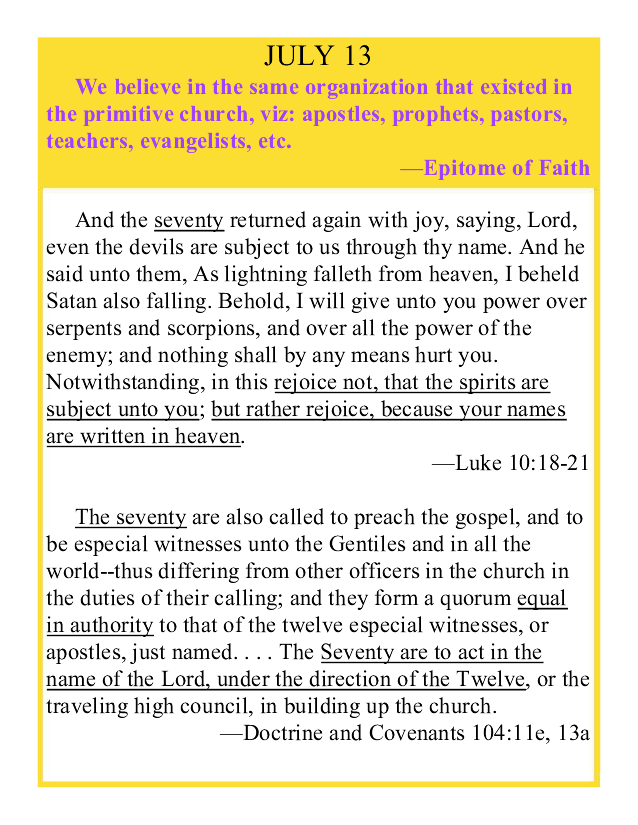 JULY 13
We believe in the same organization that existed in
the primitive church, viz: apostles, prophets, pastors,
teachers, evangelists, etc.
—Epitome of Faith
And the seventy returned again with joy, saying, Lord,
even the devils are subject to us through thy name. And he
said unto them, As lightning falleth from heaven, I beheld
Satan also falling. Behold, I will give unto you power over
serpents and scorpions, and over all the power of the
enemy; and nothing shall by any means hurt you.
Notwithstanding, in this rejoice not, that the spirits are
subject unto you; but rather rejoice, because your names
are written in heaven.
—Luke 10:18-21
The seventy are also called to preach the gospel, and to
be especial witnesses unto the Gentiles and in all the
world--thus differing from other officers in the church in
the duties of their calling; and they form a quorum equal
in authority to that of the twelve especial witnesses, or
apostles, just named. . . . The Seventy are to act in the
name of the Lord, under the direction of the Twelve, or the
traveling high council, in building up the church.
—Doctrine and Covenants 104:11e, 13a